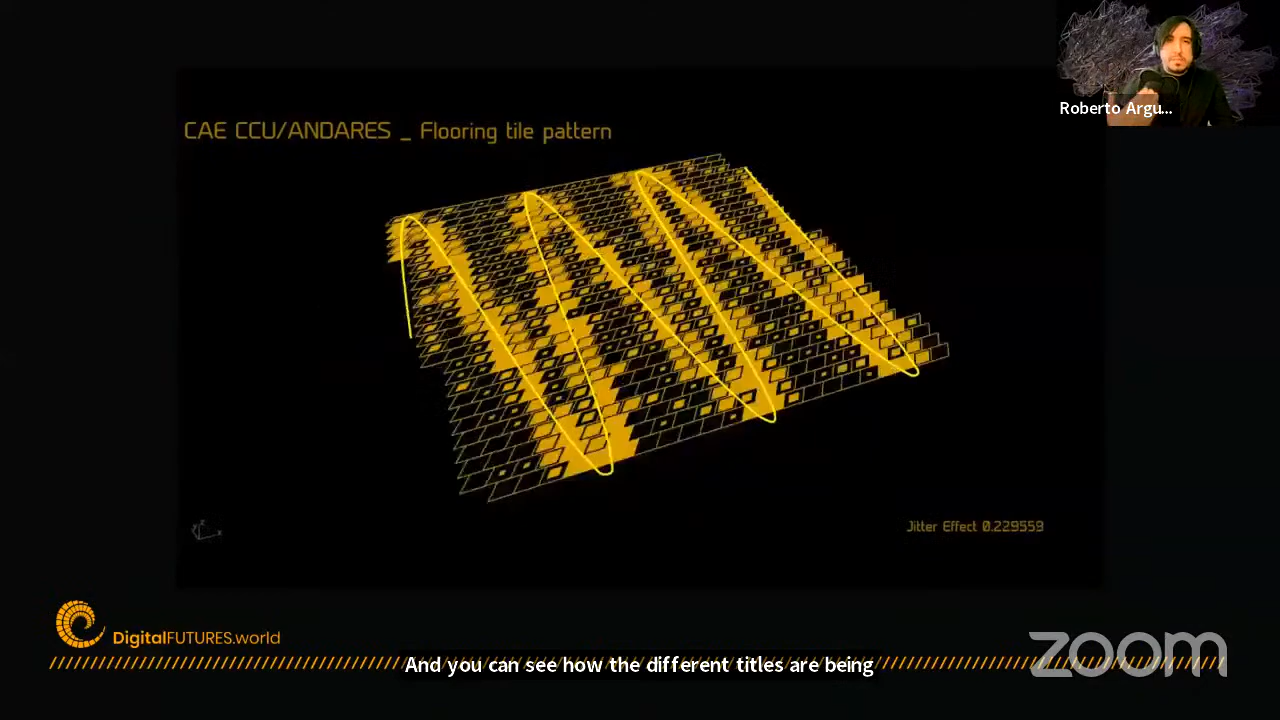 Roberto Argu...
CAE CCU/ANDARES _ Flooring tile pattern
Jitter Effect 0.229559
DigitalFUTURES.world
And you can see how the different titles are being
zoom